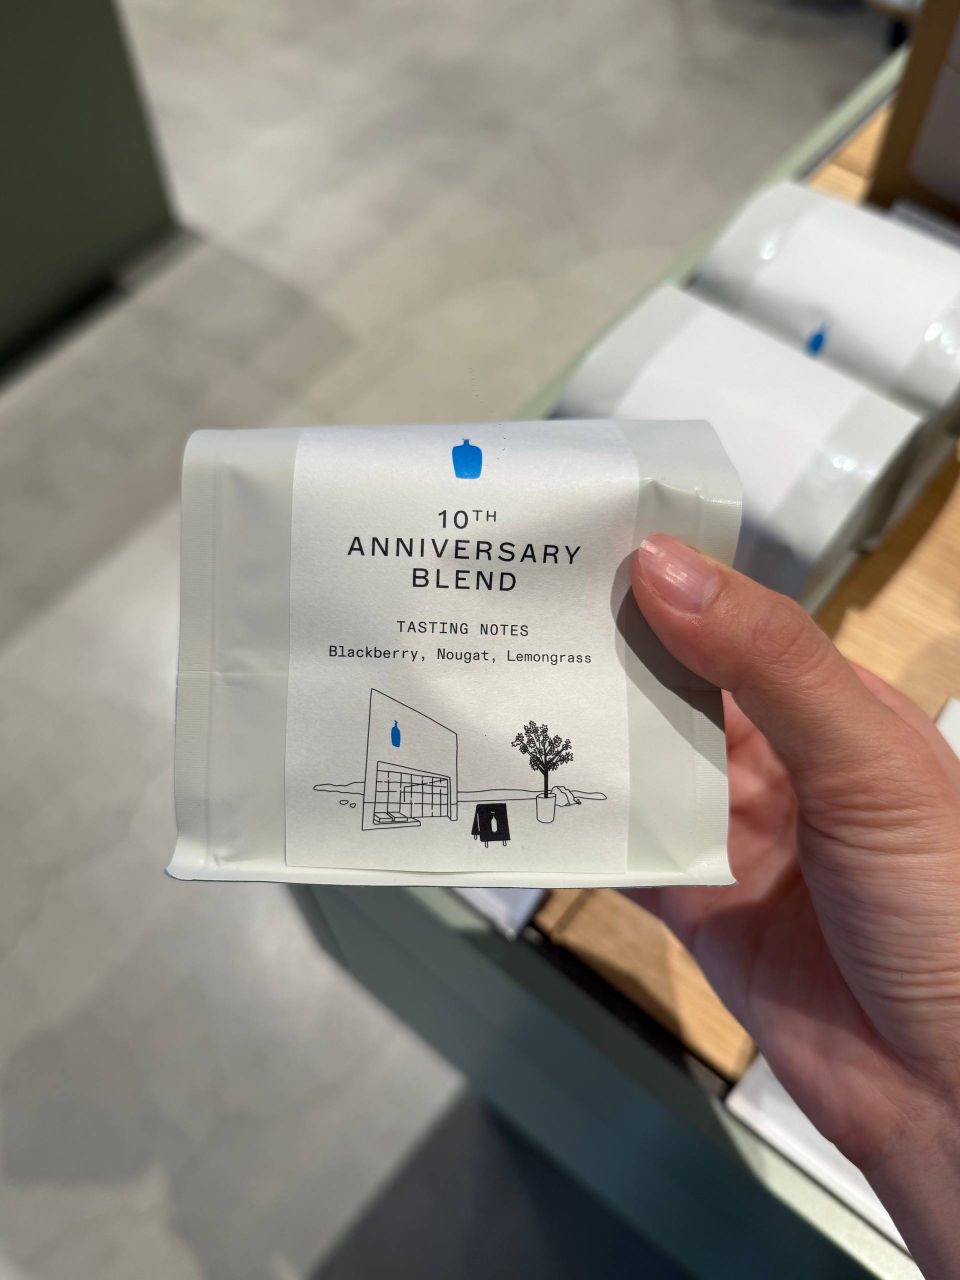 10TH
ANNIVERSARY
BLEND
TASTING NOTES
Blackberry, Nougat, Lemongrass